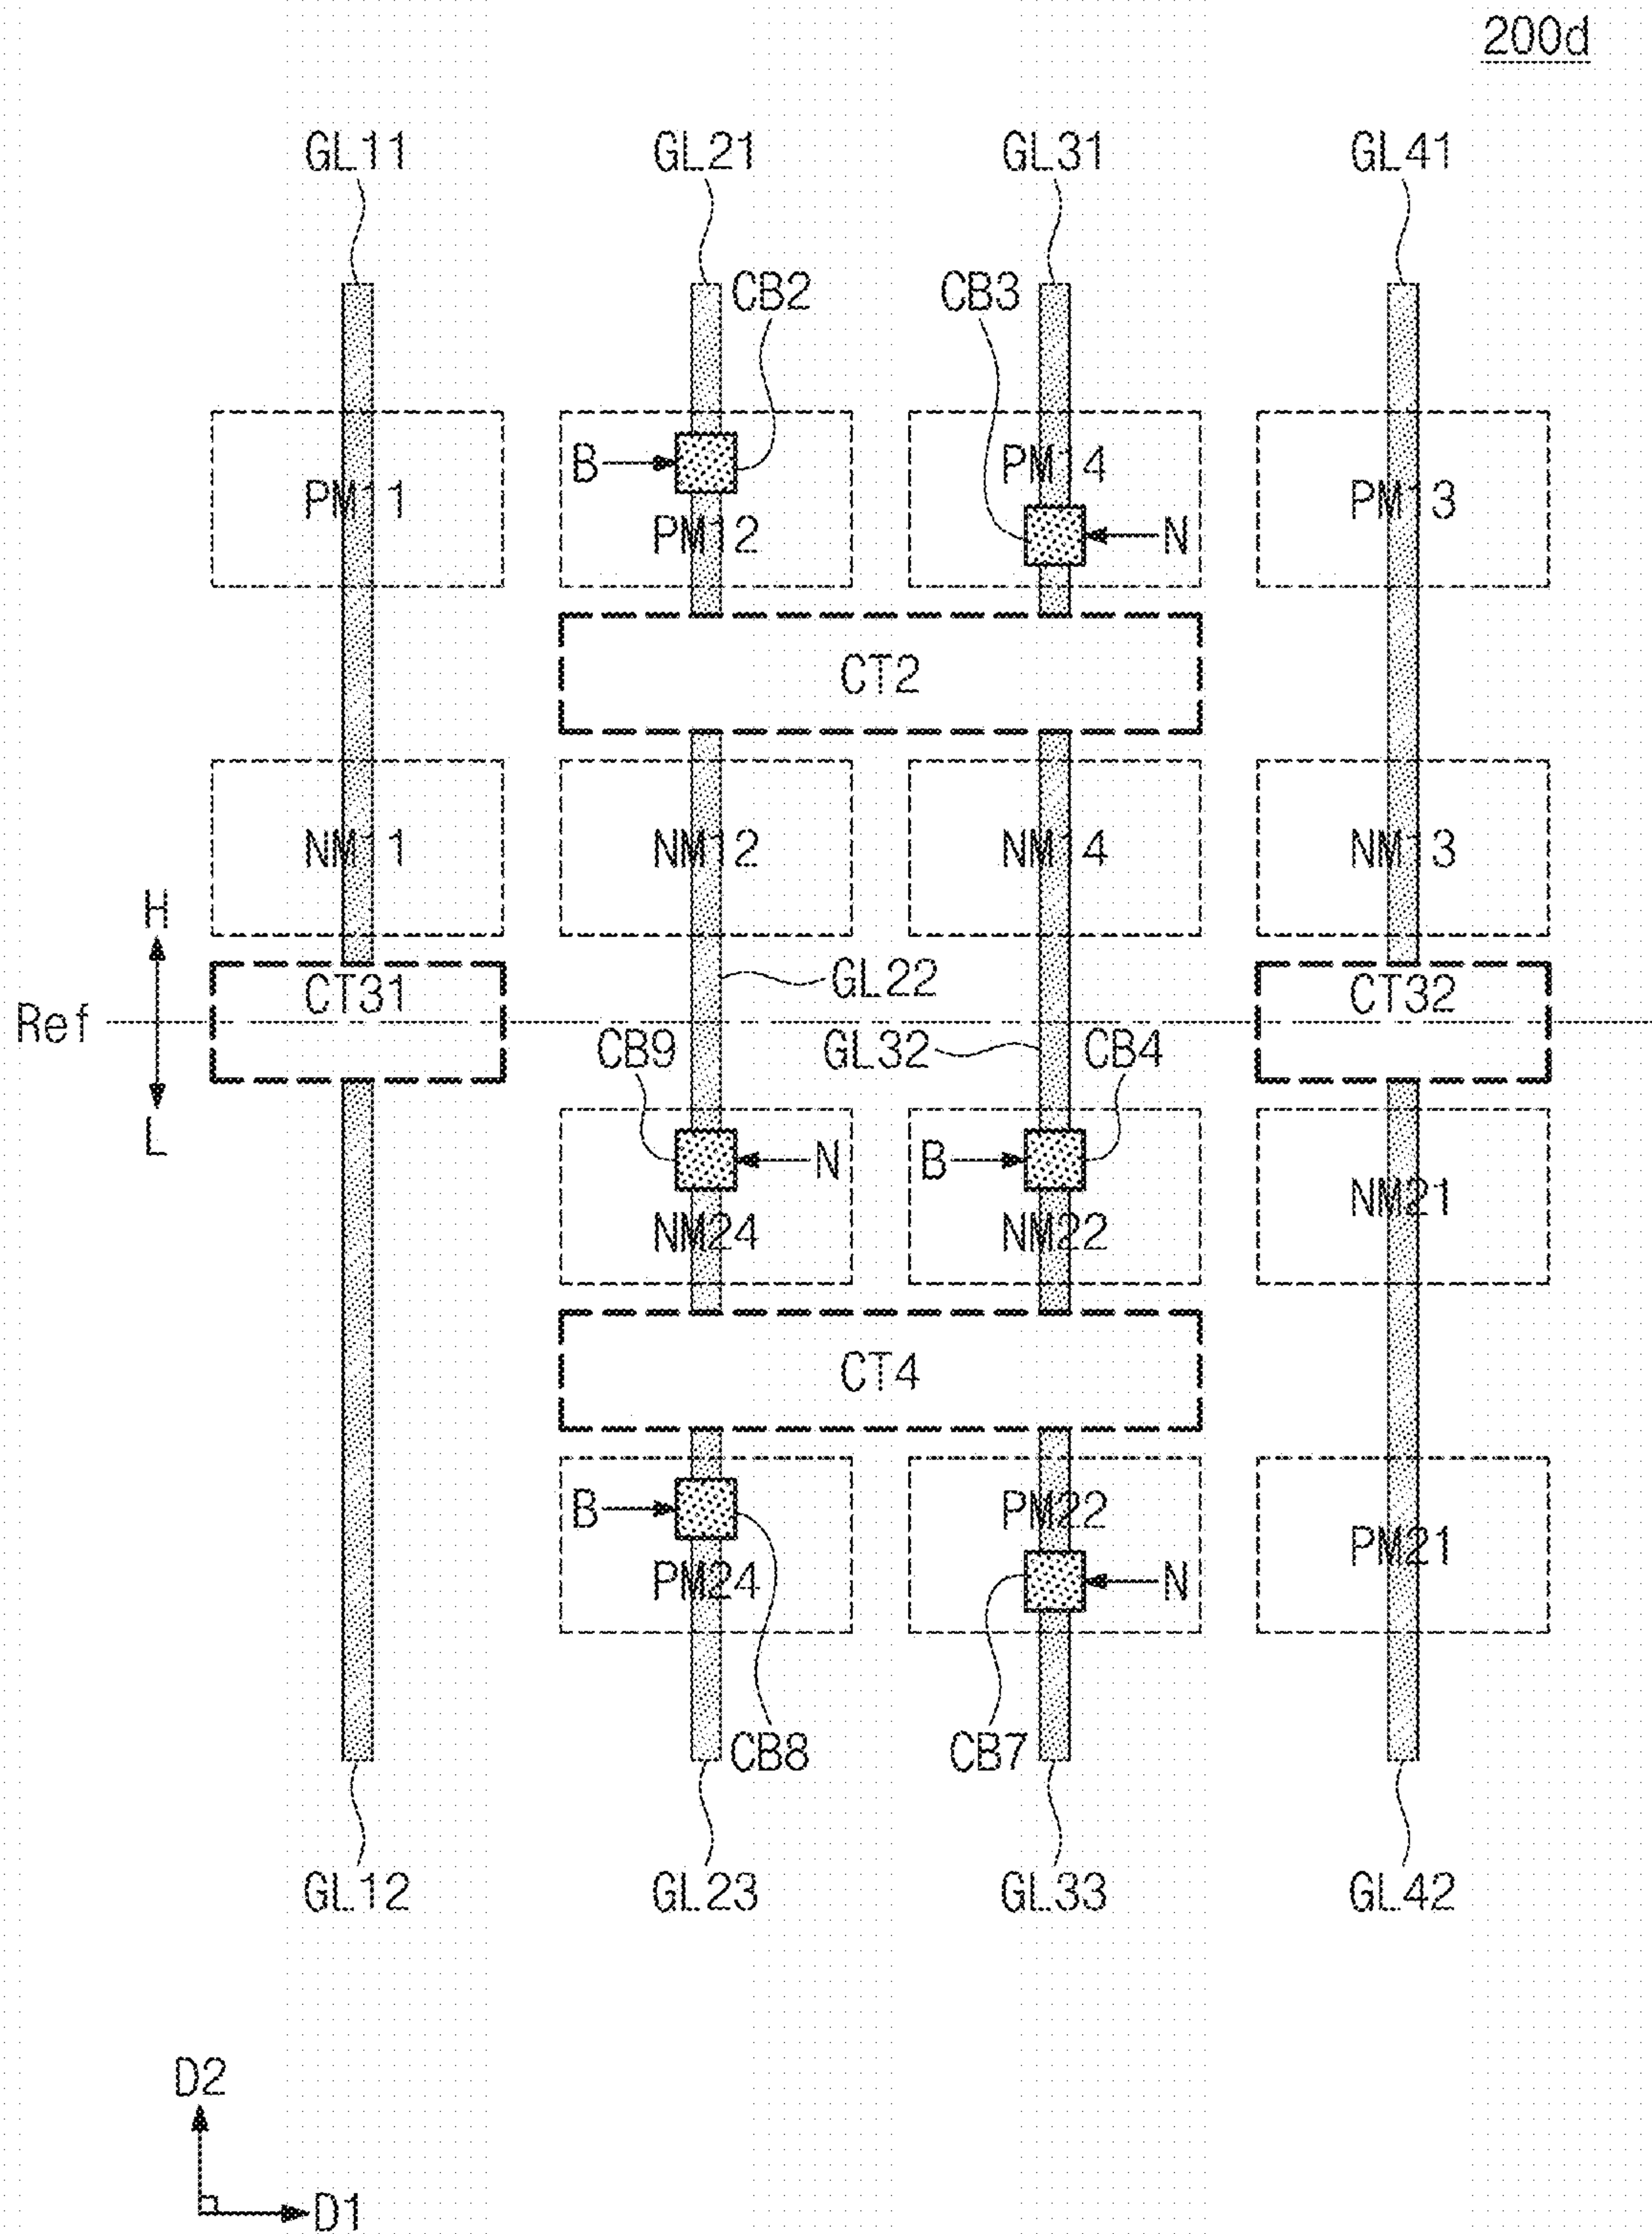 200d
GL11 GL21 GL31 GL41
CB2 CB3
B PM14
PM11 PM13
PM12 N
CT2
NM11 NM12 NM14 NM13
H
GL22
CT31 CT32
Ref
CB9 GL32 CB4
L
N B
NM21
NM24 NM22
CT4
B PM22
PM21
PM24 N
CB8 CB7
GL12 GL23 GL33 GL42
D2
D1